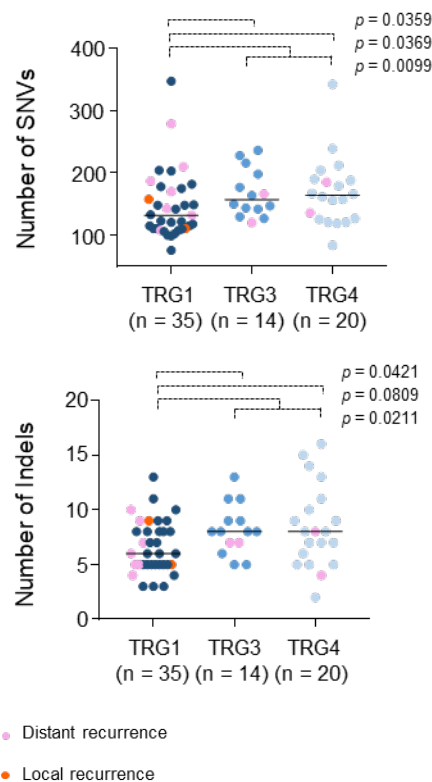 p = 0.0359
p = 0.0369
p = 0.0099
Number of SNVs
400
300
200
100
TRG1 TRG3 TRG4
(n = 35) (n = 14) (n = 20)
p = 0.0421
p = 0.0809
p = 0.0211
Number of Indels
20
15
10
5
0
TRG1 TRG3 TRG4
(n = 35) (n = 14) (n = 20)
Distant recurrence
Local recurrence